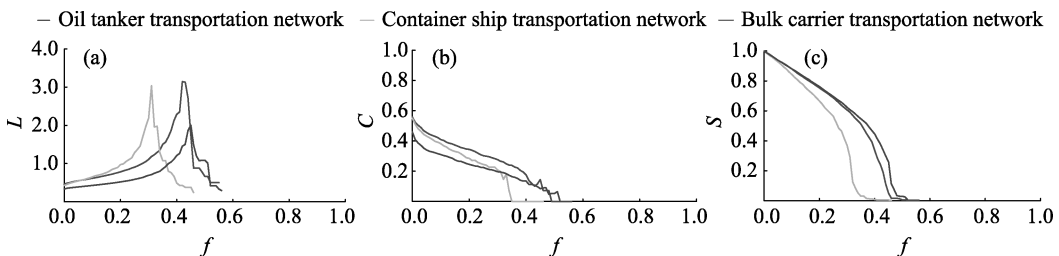 — Oil tanker transportation network — Container ship transportation network — Bulk carrier transportation network
(a)
4.0
3.0
2.0
1.0
L
0.0 0.2 0.4 0.6 0.8 1.0
f
(b)
1.0
0.8
0.6
0.4
0.2
C
0.0 0.2 0.4 0.6 0.8 1.0
f
(c)
1.0
0.8
0.6
0.4
0.2
S
0.0 0.2 0.4 0.6 0.8 1.0
f